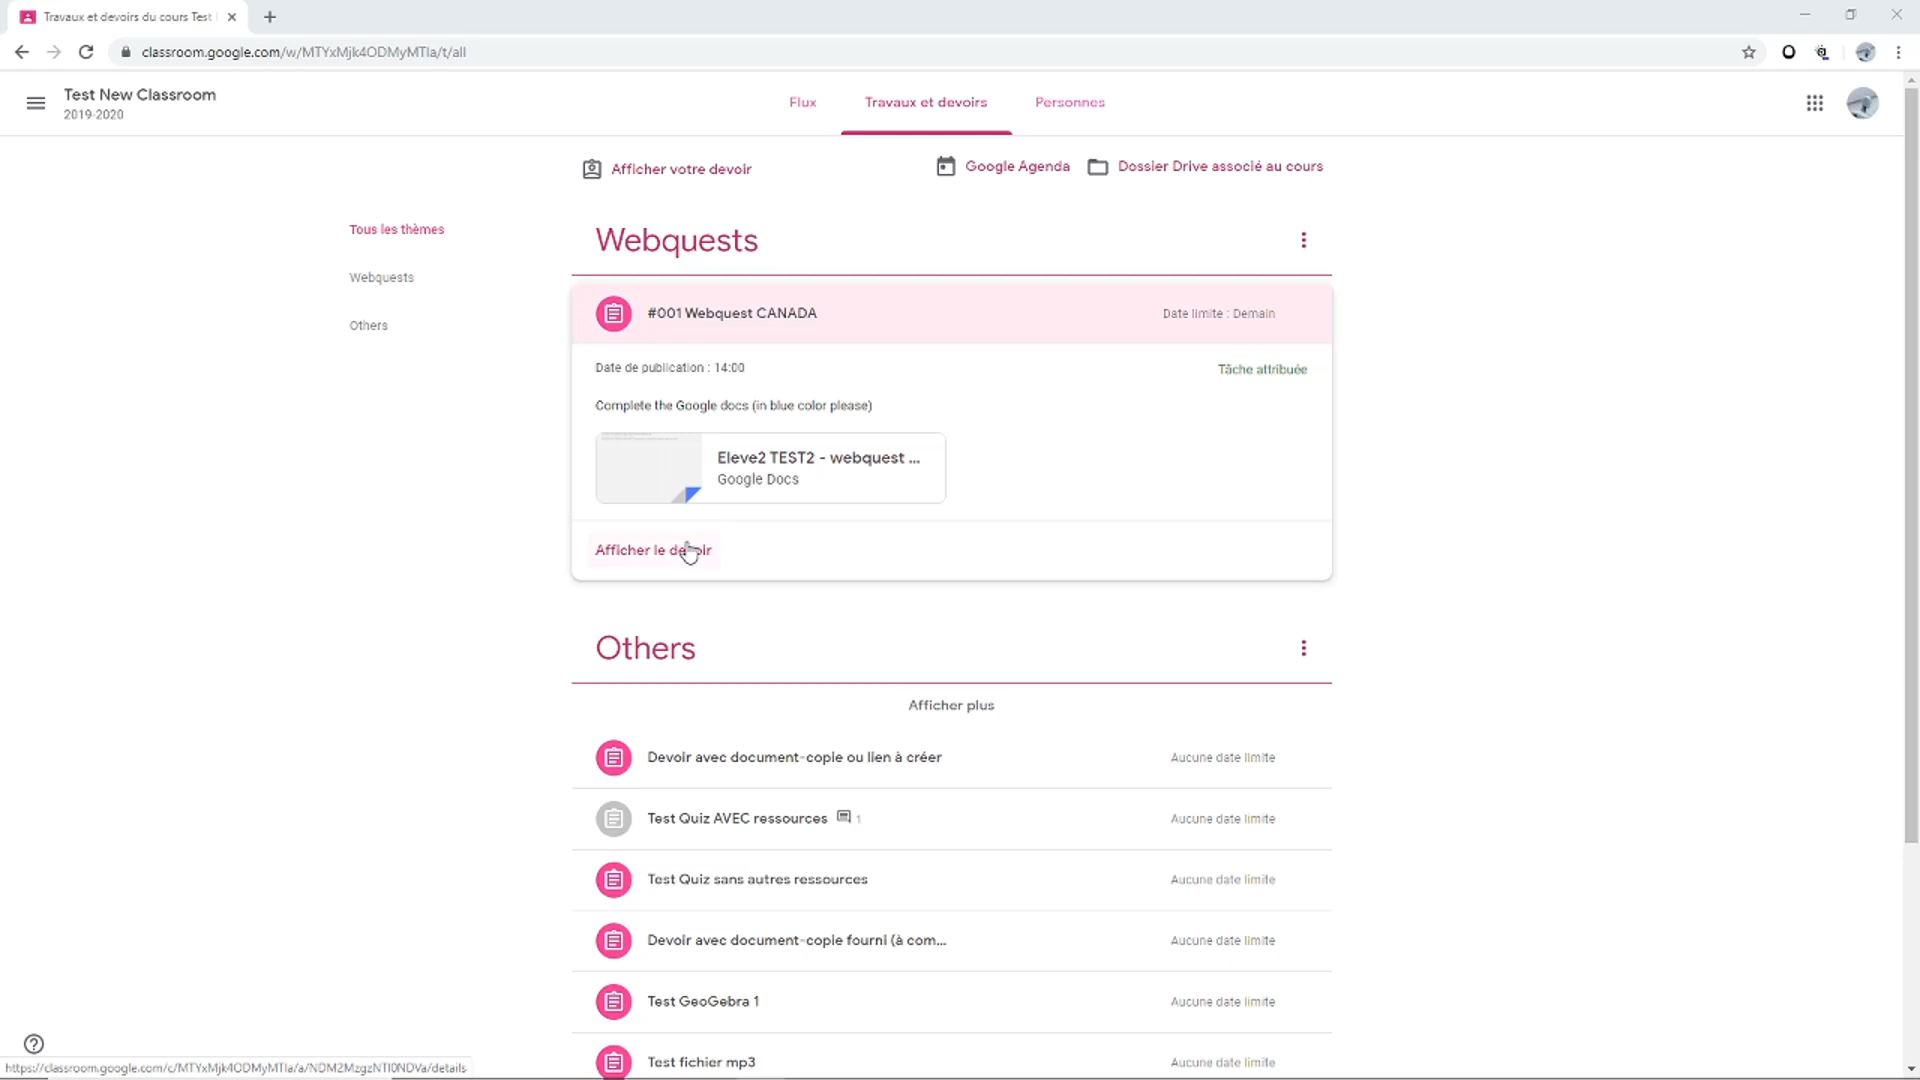 Travaux et devoirs du cours Test
classroom.google.com/w/MTYxMjk4ODMyMTIa/t/all
Test New Classroom
2019-2020
Flux
Travaux et devoirs
Personnes
Afficher votre devoir
Google Agenda
Dossier Drive associé au cours
Tous les thèmes
Webquests
Others
Webquests
#001 Webquest CANADA
Date limite : Demain
Date de publication : 14:00
Tâche attribuée
Complete the Google docs (in blue color please)
Eleve2 TEST2 - webquest ...
Google Docs
Afficher le devoir
Others
Afficher plus
Devoir avec document-copie ou lien à créer
Aucune date limite
Test Quiz AVEC ressources 1
Aucune date limite
Test Quiz sans autres ressources
Aucune date limite
Devoir avec document-copie fourni (à com...
Aucune date limite
Test GeoGebra 1
Aucune date limite
Test fichier mp3
Aucune date limite
https://classroom.google.com/c/MTYxMjk4ODMyMTIa/a/NDM2MzgzNTI0NDVa/details